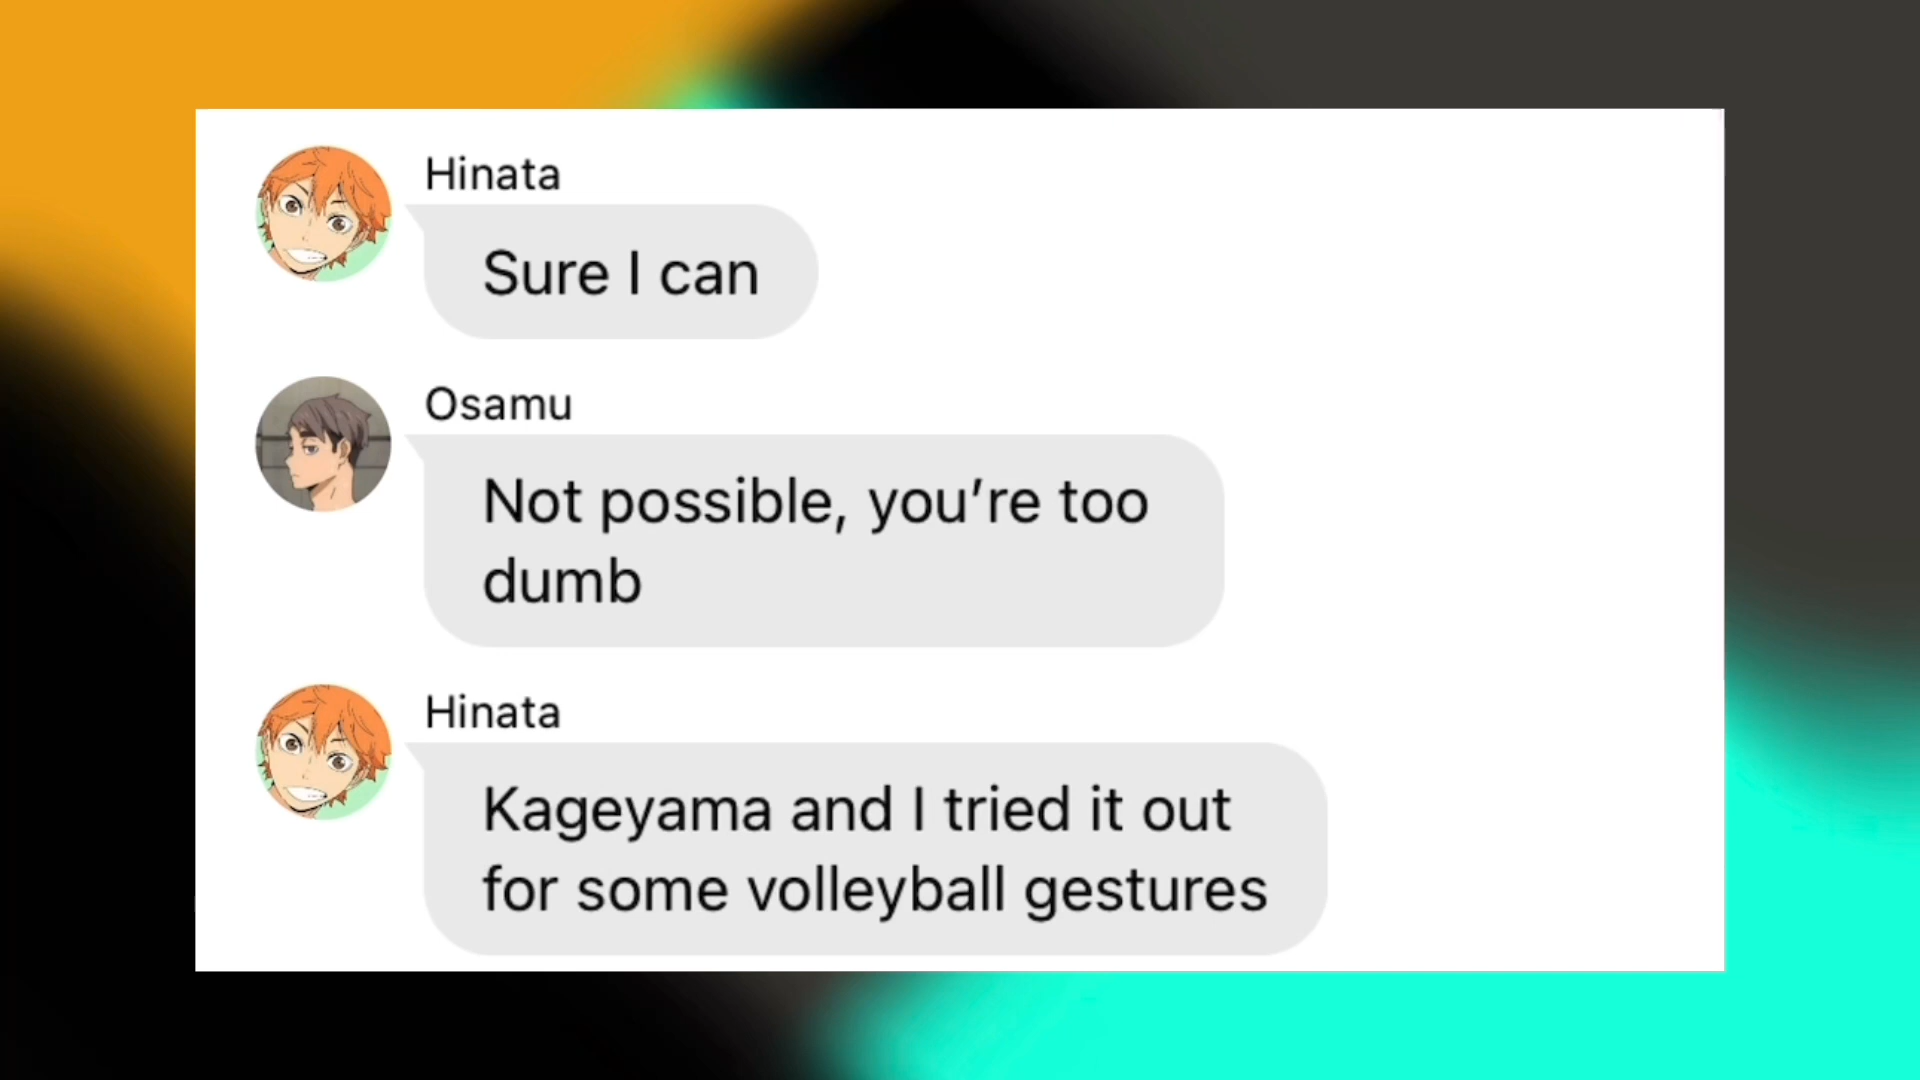 Hinata
Sure I can
Osamu
Not possible, you’re too
dumb
Hinata
Kageyama and I tried it out
for some volleyball gestures